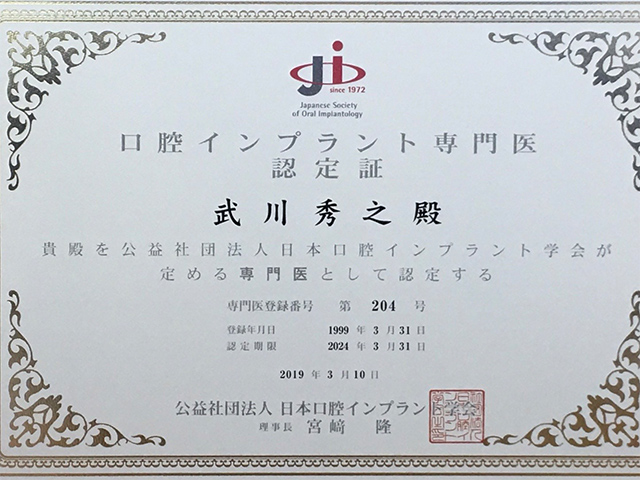 since 1972
Japanese Society
of Oral Implantology
口腔インプラント専門医
認定証
武川秀之殿
貴殿を公益社団法人日本口腔インプラント学会が
定める専門医として認定する
専門医登録番号 第 204 号
登録年月日 1999 年 3 月 31 日
認定期限 2024 年 3 月 31 日
2019 年 3 月 10 日
公益社団法人 日本口腔インプラン
理事長 宮﨑 隆